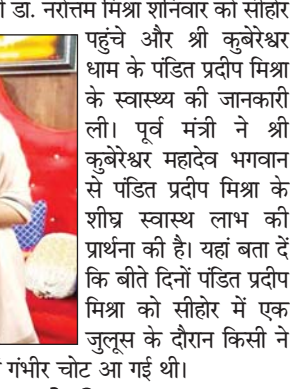 डा. नरोत्तम मिश्रा शनिवार को सीहोर
पहुंचे और श्री कुबेरेश्वर
धाम के पंडित प्रदीप मिश्रा
के स्वास्थ्य की जानकारी
ली। पूर्व मंत्री ने श्री
कुबेरेश्वर महादेव भगवान
से पंडित प्रदीप मिश्रा के
शीघ्र स्वास्थ लाभ की
प्रार्थना की है। यहां बता दें
कि बीते दिनों पंडित प्रदीप
मिश्रा को सीहोर में एक
जुलूस के दौरान किसी ने
गंभीर चोट आ गई थी।